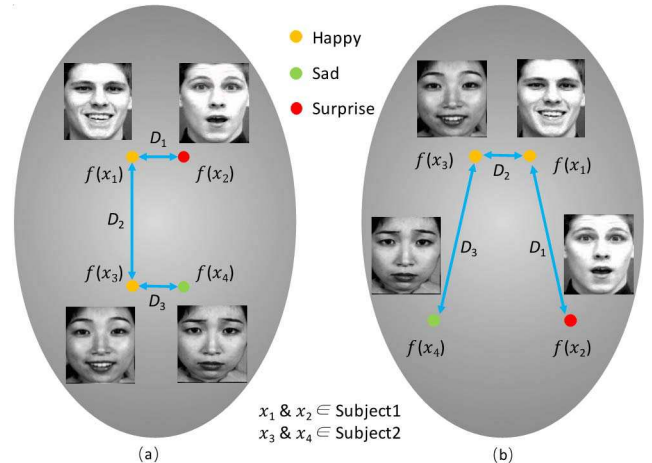 Happy
Sad
Surprise
D₁
f(x₁)
f(x₂)
D₂
f(x₃)
f(x₄)
D₃
f(x₃)
D₂
f(x₁)
D₃
D₁
f(x₄)
f(x₂)
x₁ & x₂ ∈ Subject1
x₃ & x₄ ∈ Subject2
(a)
(b)